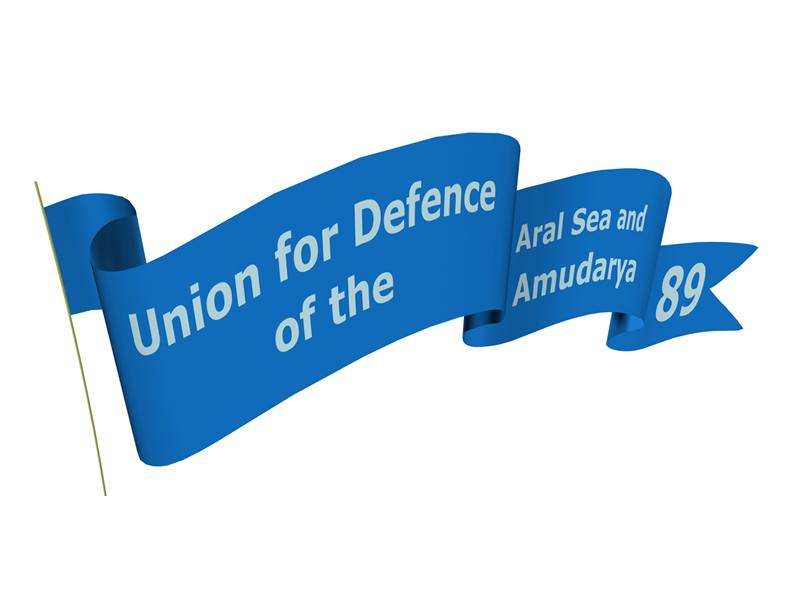 Union for Defence
of the
Aral Sea and
Amudarya
89